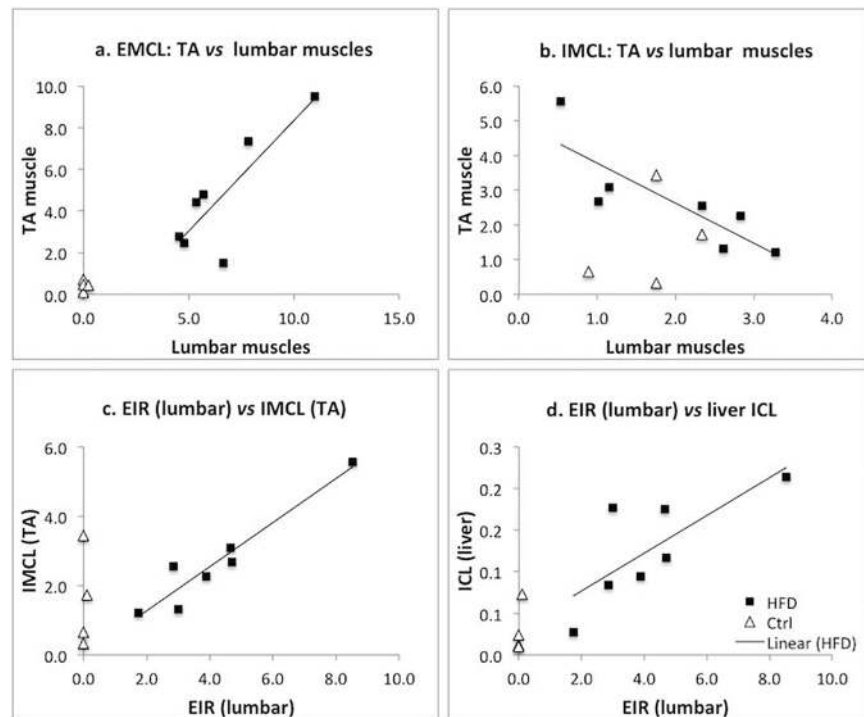 a. EMCL: TA vs lumbar muscles
10.0
8.0
6.0
4.0
2.0
0.0
0.0 5.0 10.0 15.0
TA muscle
Lumbar muscles
b. IMCL: TA vs lumbar muscles
6.0
5.0
4.0
3.0
2.0
1.0
0.0
0.0 1.0 2.0 3.0 4.0
TA muscle
Lumbar muscles
c. EIR (lumbar) vs IMCL (TA)
6.0
4.0
2.0
0.0
0.0 2.0 4.0 6.0 8.0 10.0
IMCL (TA)
EIR (lumbar)
d. EIR (lumbar) vs liver ICL
0.3
0.2
0.2
0.1
0.1
0.0
0.0 2.0 4.0 6.0 8.0 10.0
ICL (liver)
EIR (lumbar)
HFD
Ctrl
Linear (HFD)